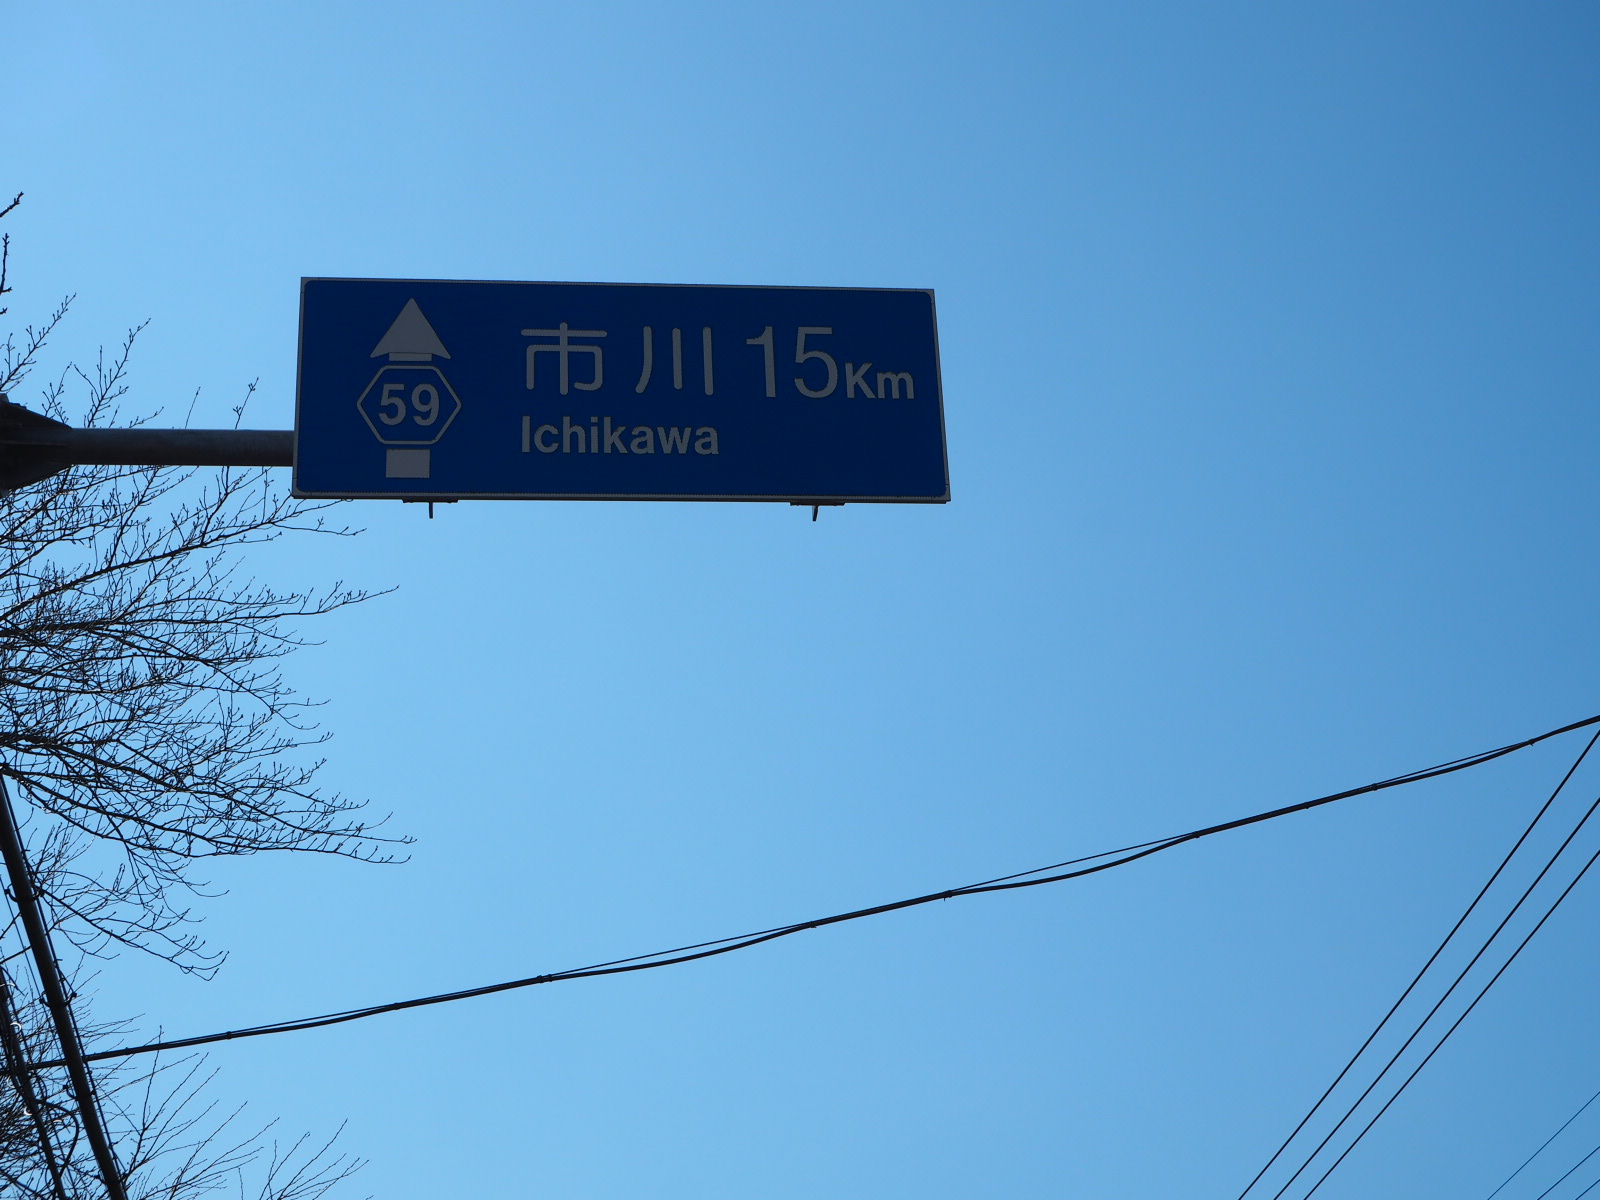 59
市川 15Km
Ichikawa